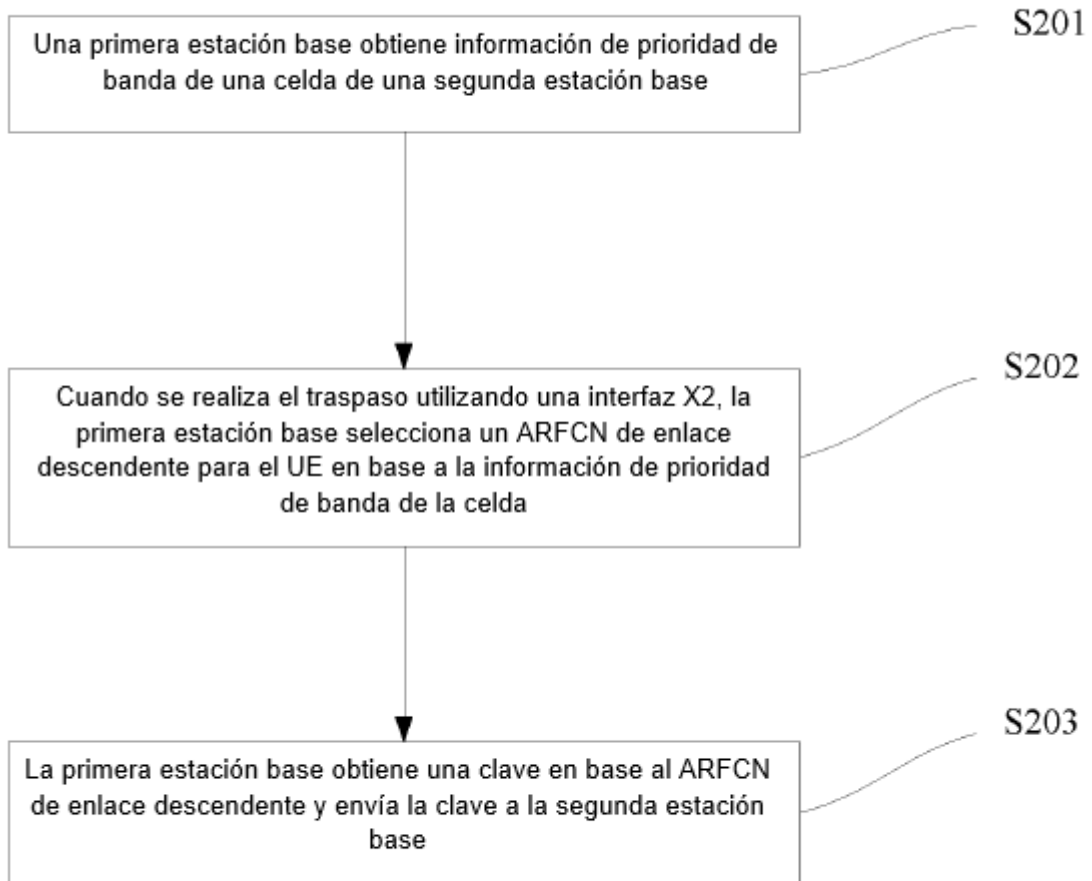 S201
Una primera estación base obtiene información de prioridad de
banda de una celda de una segunda estación base
S202
Cuando se realiza el traspaso utilizando una interfaz X2, la
primera estación base selecciona un ARFCN de enlace
descendente para el UE en base a la información de prioridad
de banda de la celda
S203
La primera estación base obtiene una clave en base al ARFCN
de enlace descendente y envía la clave a la segunda estación
base